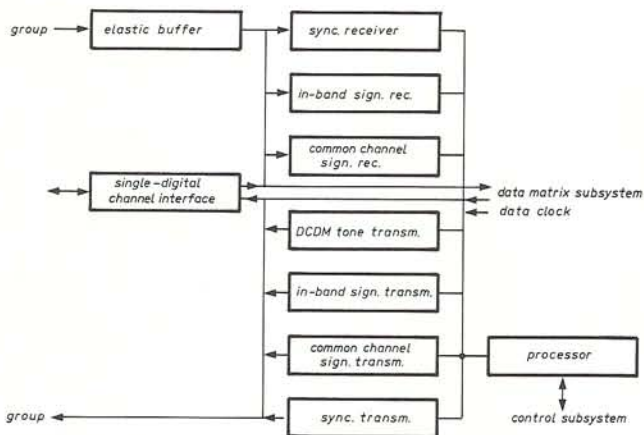 group
elastic buffer
sync. receiver
in-band sign. rec.
common channel
sign. rec.
single-digital
channel interface
data matrix subsystem
data clock
DCDM tone transm.
in-band sign. transm.
common channel
sign. transm.
processor
group
sync. transm.
control subsystem